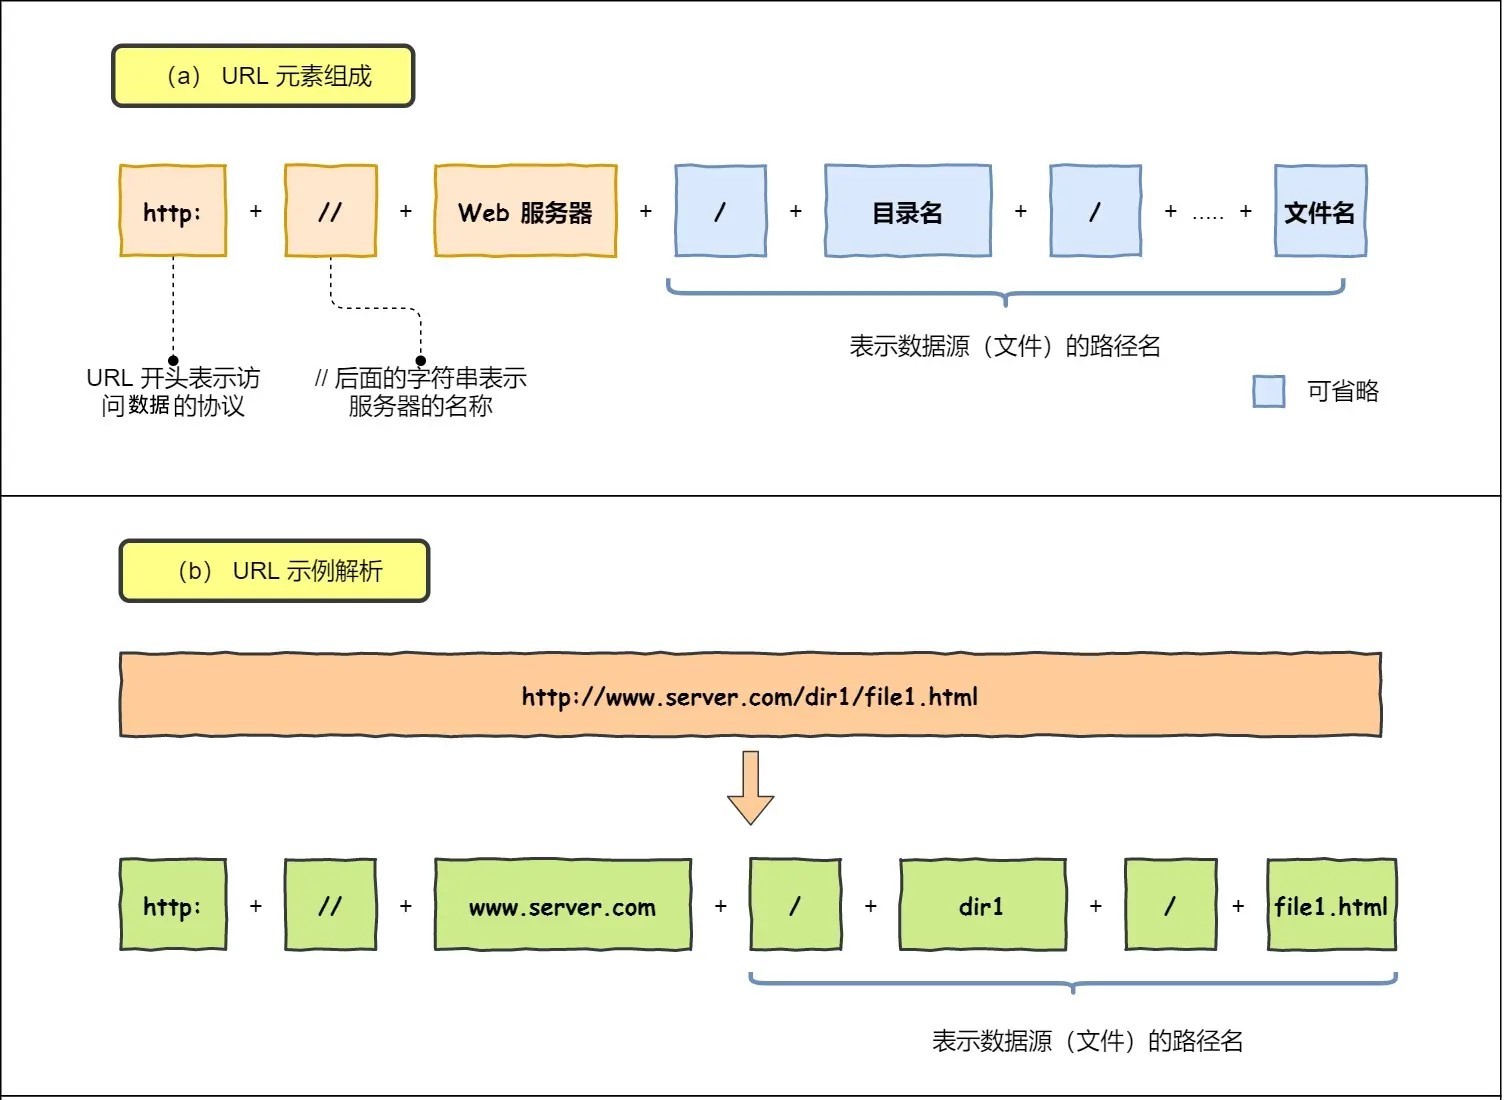 （a） URL 元素组成
http: + // + Web 服务器 + / + 目录名 + / + ..... + 文件名
表示数据源（文件）的路径名
URL 开头表示访
问数据的协议
// 后面的字符串表示
服务器的名称
可省略
（b） URL 示例解析
http://www.server.com/dir1/file1.html
http: + // + www.server.com + / + dir1 + / + file1.html
表示数据源（文件）的路径名